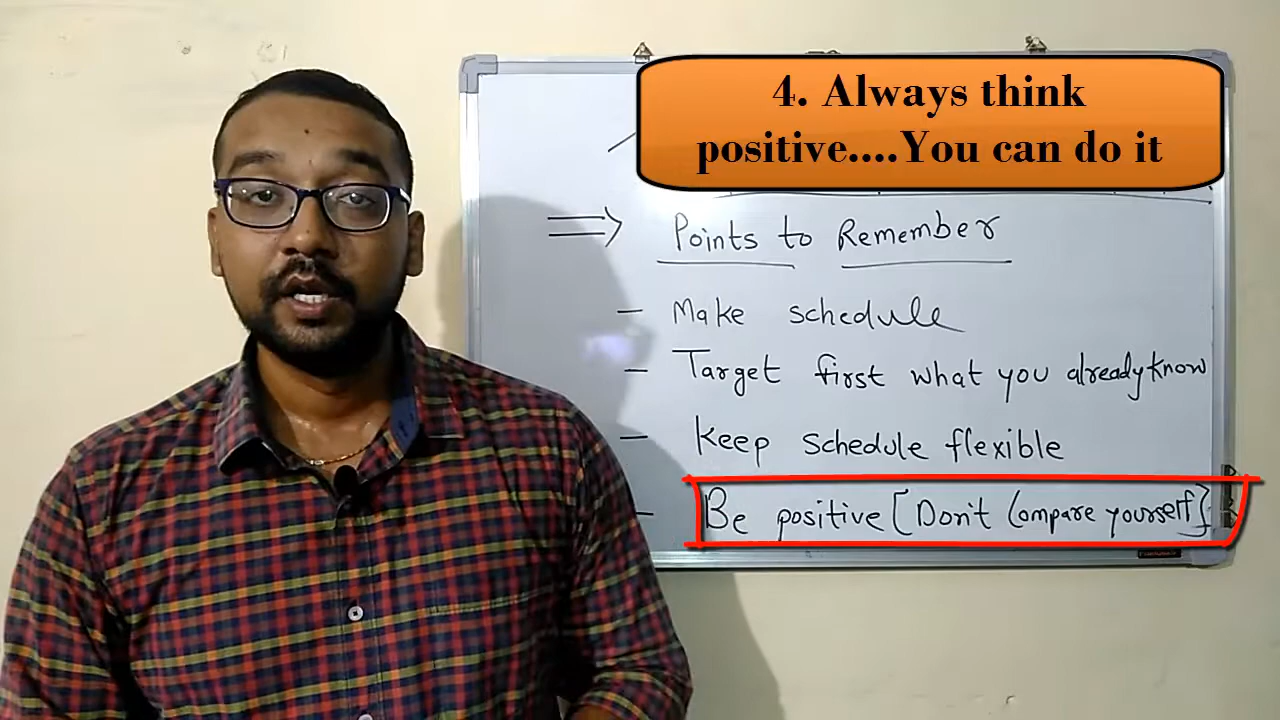 4. Always think
positive....You can do it
Points to Remember
- Make schedule
- Target first what you already know
- Keep schedule flexible
- Be positive [Don't Compare yourself]